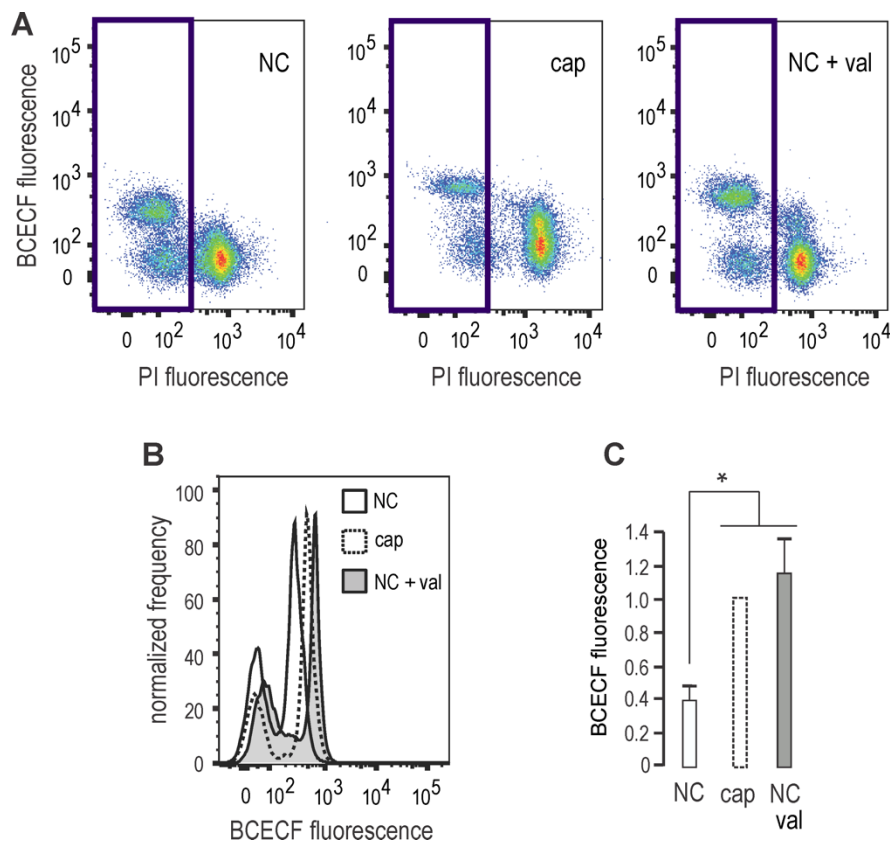 A
NC
cap
NC + val
BCECF fluorescence
10^5
10^4
10^3
10^2
0
0 10^2 10^3 10^4
PI fluorescence
10^5
10^4
10^3
10^2
0
0 10^2 10^3 10^4
PI fluorescence
10^5
10^4
10^3
10^2
0
0 10^2 10^3 10^4
PI fluorescence
B
normalized frequency
100
80
60
40
20
0
NC
cap
NC + val
0 10^2 10^3 10^4 10^5
BCECF fluorescence
C
*
BCECF fluorescence
1.4
1.2
1.0
0.8
0.6
0.4
0.2
0
NC cap NC
val